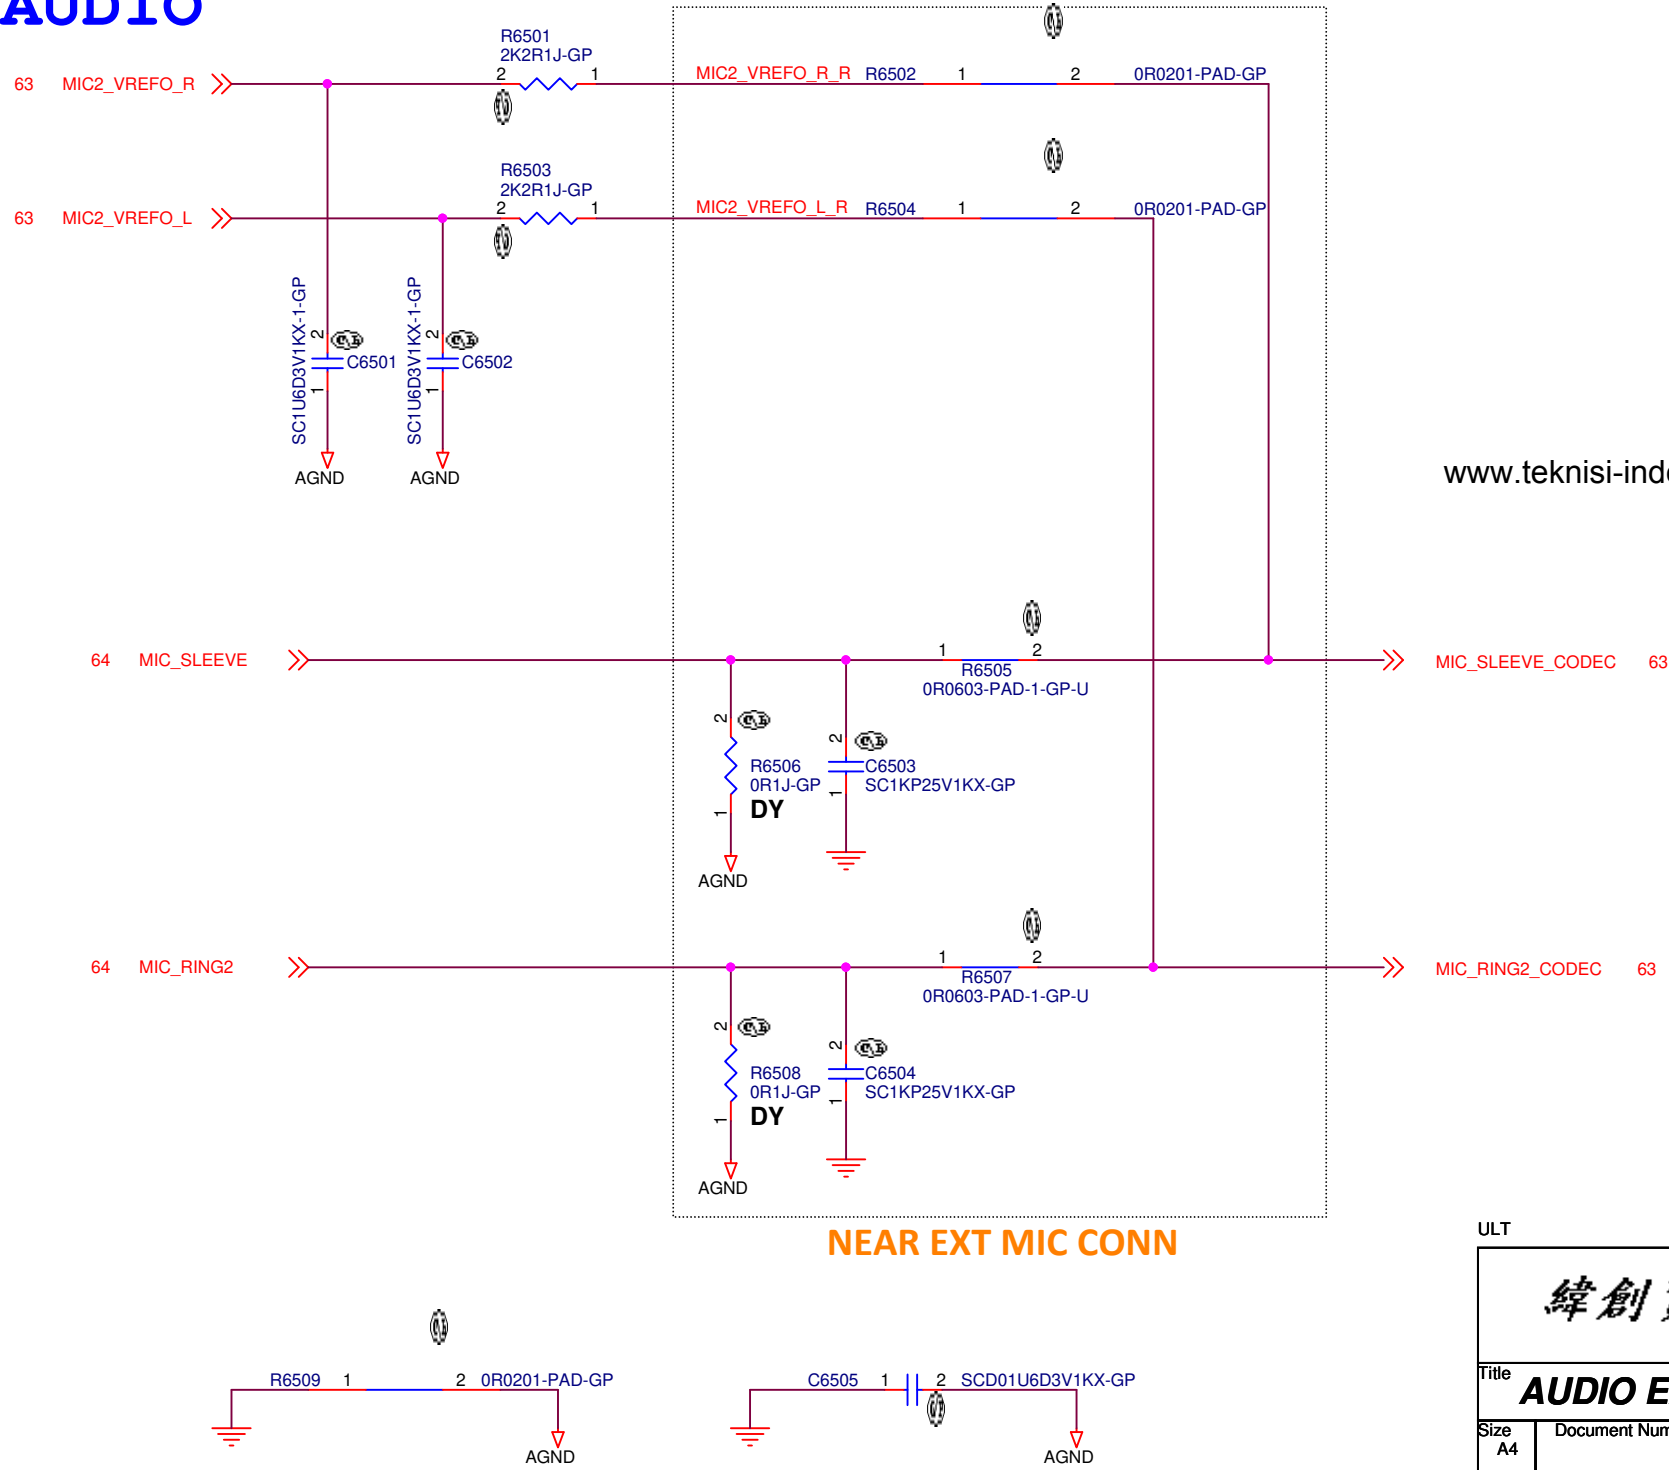 AUDIO
R6501
2K2R1J-GP
63 MIC2_VREFO_R 2 1 MIC2_VREFO_R_R R6502 1 2 0R0201-PAD-GP
R6503
2K2R1J-GP
63 MIC2_VREFO_L 2 1 MIC2_VREFO_L_R R6504 1 2 0R0201-PAD-GP
SC1U6D3V1KX-1-GP 2 1 C6501
SC1U6D3V1KX-1-GP 2 1 C6502
AGND AGND
www.teknisi-ind
64 MIC_SLEEVE 1 2 MIC_SLEEVE_CODEC 63
R6505
0R0603-PAD-1-GP-U
2 2
R6506 C6503
0R1J-GP SC1KP25V1KX-GP
DY
1 1
AGND
64 MIC_RING2 1 2 MIC_RING2_CODEC 63
R6507
0R0603-PAD-1-GP-U
2 2
R6508 C6504
0R1J-GP SC1KP25V1KX-GP
DY
1 1
AGND
NEAR EXT MIC CONN
R6509 1 2 0R0201-PAD-GP
AGND
C6505 1 2 SCD01U6D3V1KX-GP
AGND
ULT
緯創
Title
AUDIO E
Size
A4
Document Num